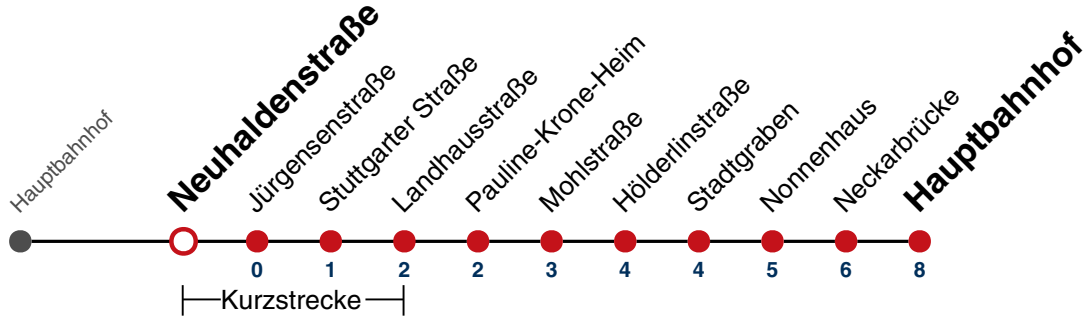 Hauptbahnhof
Neuhaldenstraße
Jürgensenstraße
Stuttgarter Straße
Landhausstraße
Pauline-Krone-Heim
Mohlstraße
Hölderlinstraße
Stadtgraben
Nonnenhaus
Neckarbrücke
Hauptbahnhof
0 1 2 2 3 4 4 5 6 8
Kurzstrecke